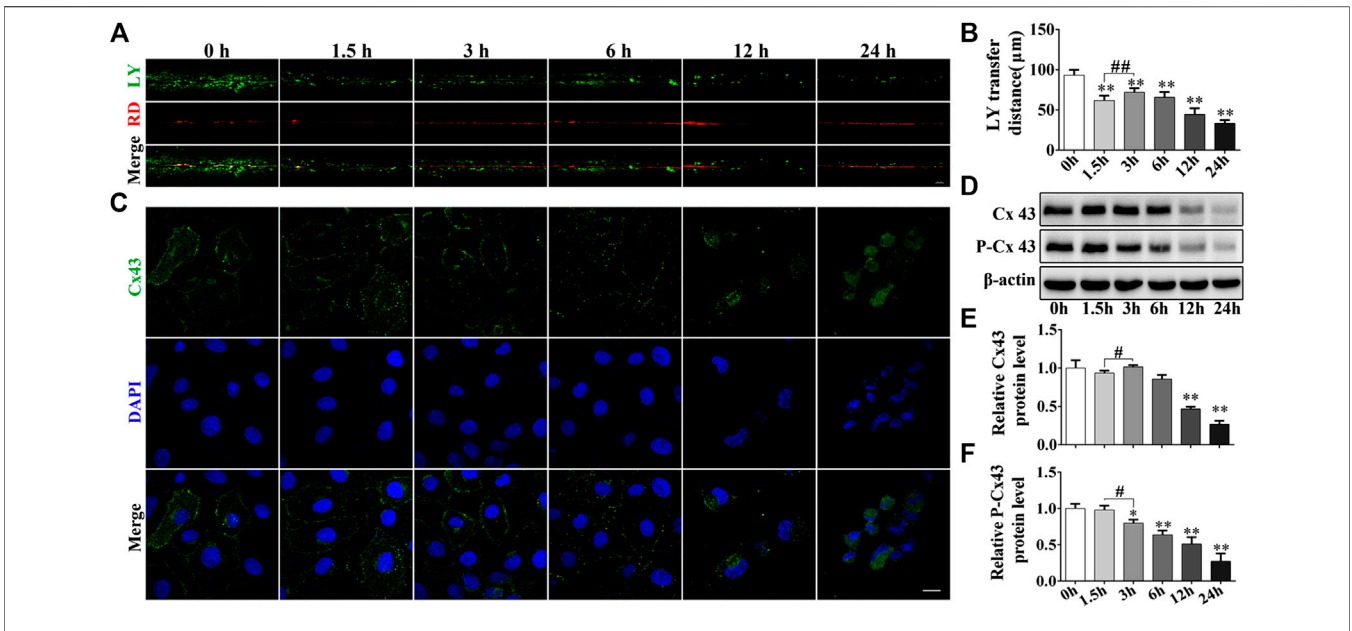 A
0 h 1.5 h 3 h 6 h 12 h 24 h
LY
RD
Merge
B
LY transfer
distance( μm)
150
100
50
0
##
** ** ** ** **
0h 1.5h 3h 6h 12h 24h
C
Cx43
DAPI
Merge
D
Cx 43
P-Cx 43
β-actin
0h 1.5h 3h 6h 12h 24h
E
Relative Cx43
protein level
1.5
1.0
0.5
0.0
#
** **
F
Relative P-Cx43
protein level
1.5
1.0
0.5
0.0
#
* ** ** **
0h 1.5h 3h 6h 12h 24h